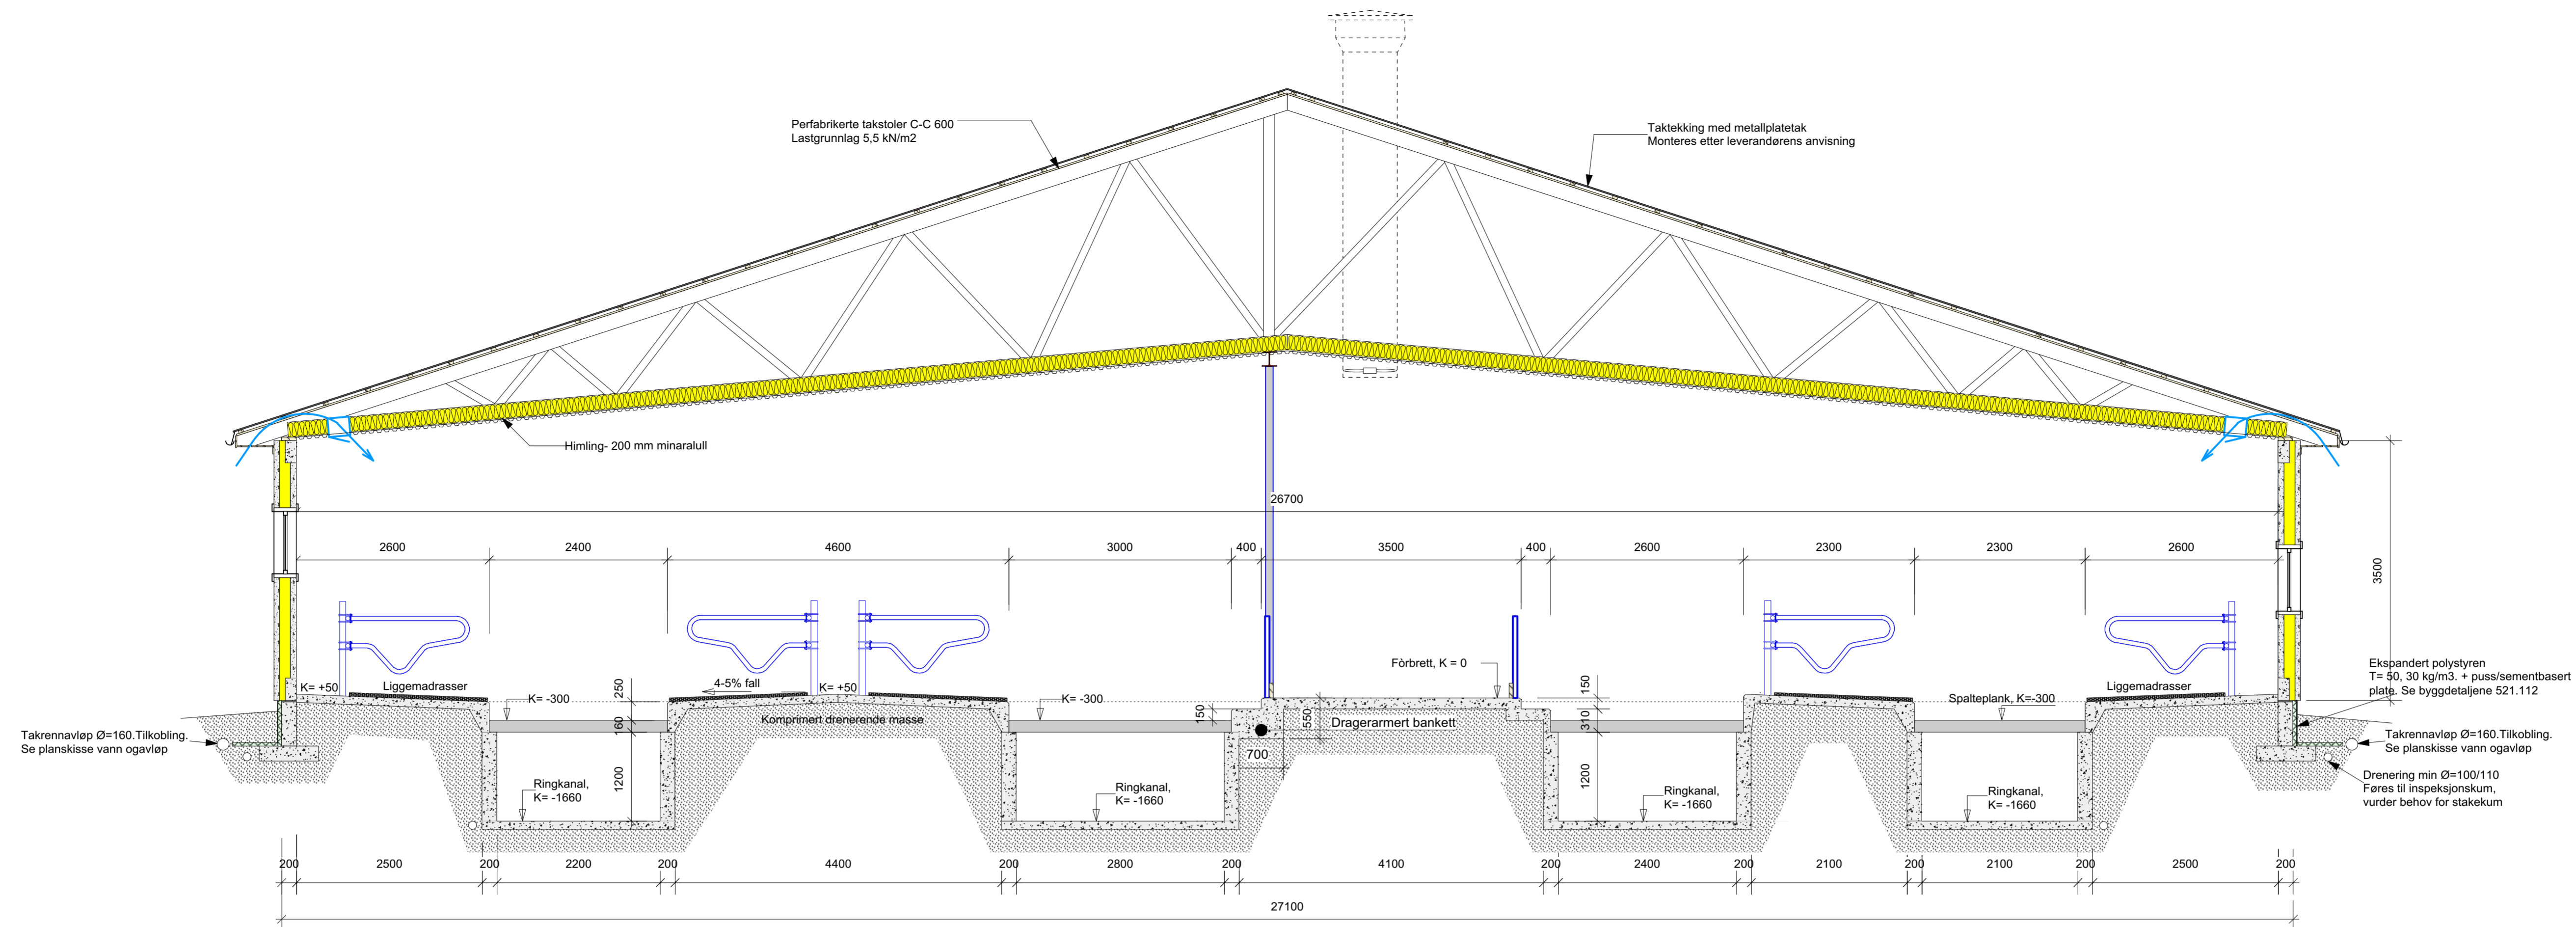 Perfabrikerte takstoler C-C 600
Lastgrunnlag 5,5 kN/m2
Taktekking med metallplatetak
Monteres etter leverandørens anvisning
Himling- 200 mm minaralull
26700
2600
2400
4600
3000
400
3500
400
2600
2300
2300
2600
3500
K= +50
Liggemadrasser
250
K= -300
4-5% fall
K= +50
K= -300
Fòrbrett, K = 0
150
Spalteplank, K=-300
Liggemadrasser
Ekspandert polystyren
T= 50, 30 kg/m3. + puss/sementbasert
plate. Se byggdetaljene 521.112
160
Komprimert drenerende masse
150
550
Dragerarmert bankett
310
Takrennavløp Ø=160.Tilkobling.
Se planskisse vann ogavløp
Takrennavløp Ø=160.Tilkobling.
Se planskisse vann ogavløp
700
1200
1200
Ringkanal,
K= -1660
Ringkanal,
K= -1660
Ringkanal,
K= -1660
Ringkanal,
K= -1660
Drenering min Ø=100/110
Føres til inspeksjonskum,
vurder behov for stakekum
200
2500
200
2200
200
4400
200
2800
200
4100
200
2400
200
2100
200
2100
200
2500
200
27100